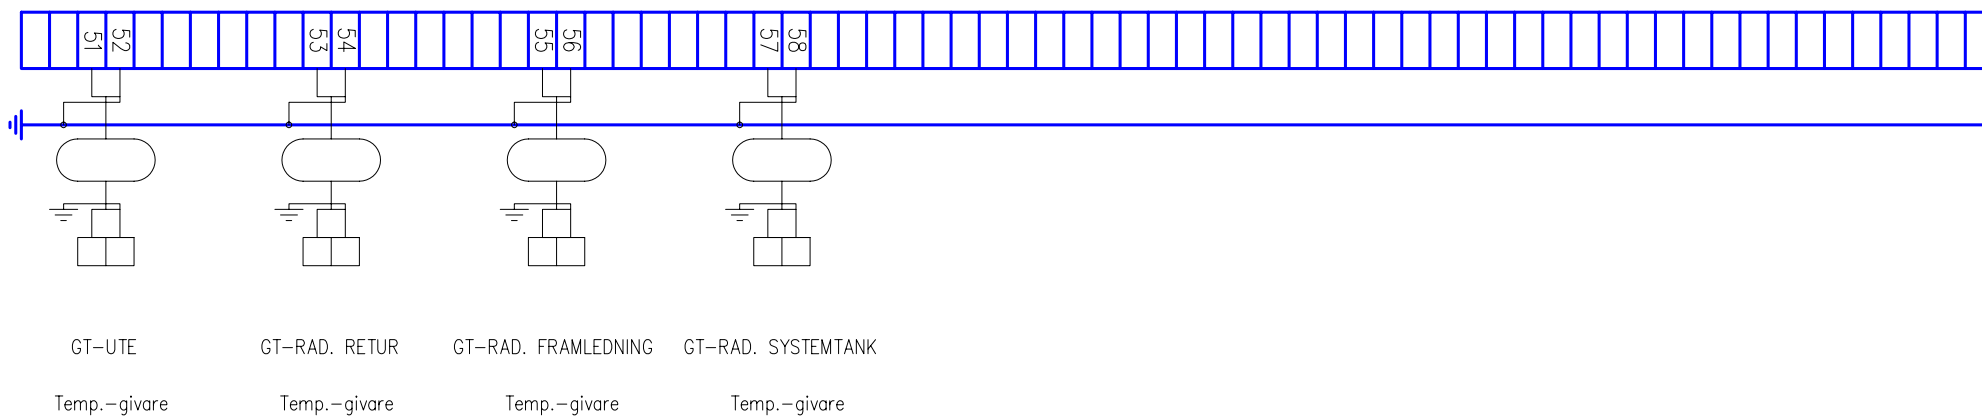 51 52 53 54 55 56 57 58
GT-UTE GT-RAD. RETUR GT-RAD. FRAMLEDNING GT-RAD. SYSTEMTANK
Temp.-givare Temp.-givare Temp.-givare Temp.-givare